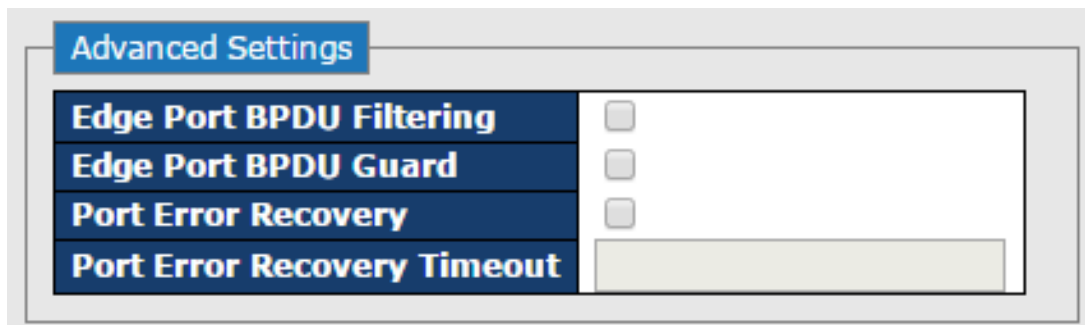 Advanced Settings
Edge Port BPDU Filtering
Edge Port BPDU Guard
Port Error Recovery
Port Error Recovery Timeout